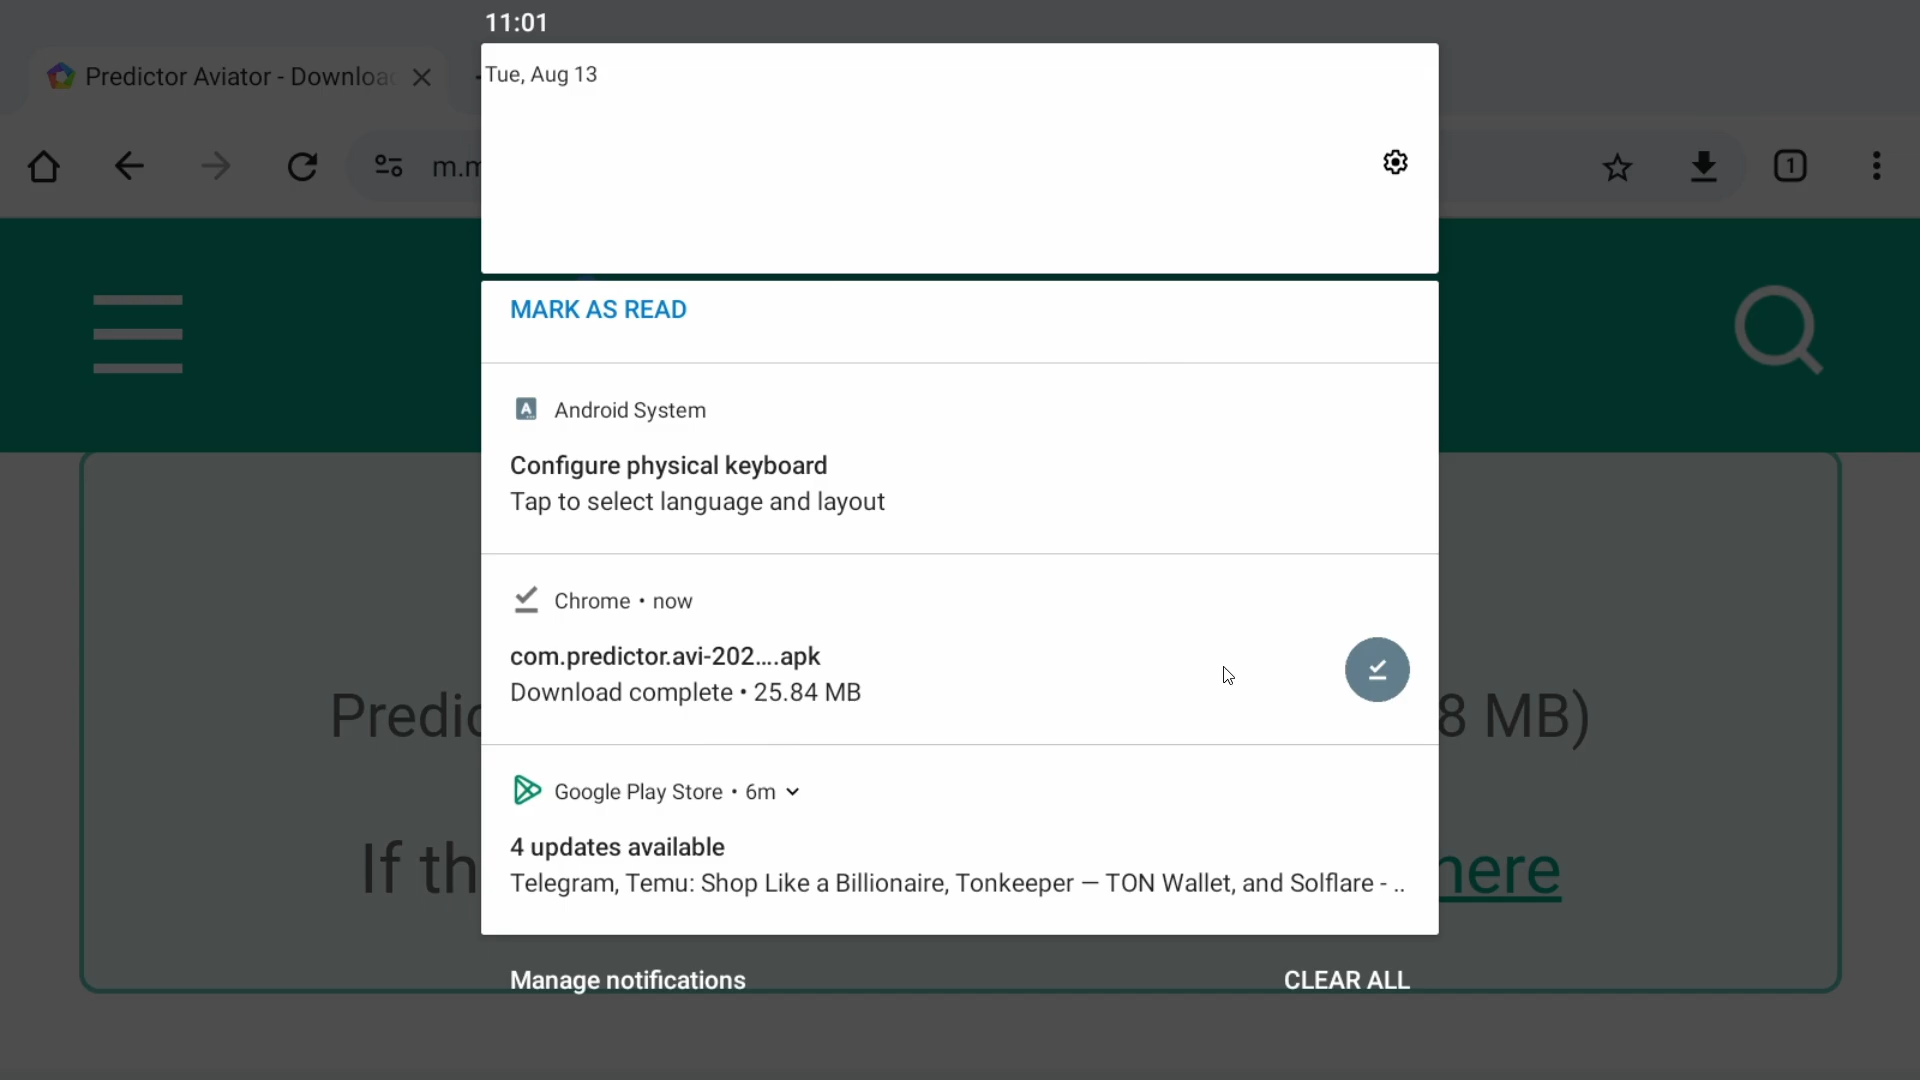 11:01
Predictor Aviator - Downloa
Tue, Aug 13
m.m
1
MARK AS READ
Android System
Configure physical keyboard
Tap to select language and layout
Chrome • now
com.predictor.avi-202....apk
Download complete • 25.84 MB
Predic
8 MB)
Google Play Store • 6m
4 updates available
If th
here
Telegram, Temu: Shop Like a Billionaire, Tonkeeper — TON Wallet, and Solflare - ..
Manage notifications
CLEAR ALL